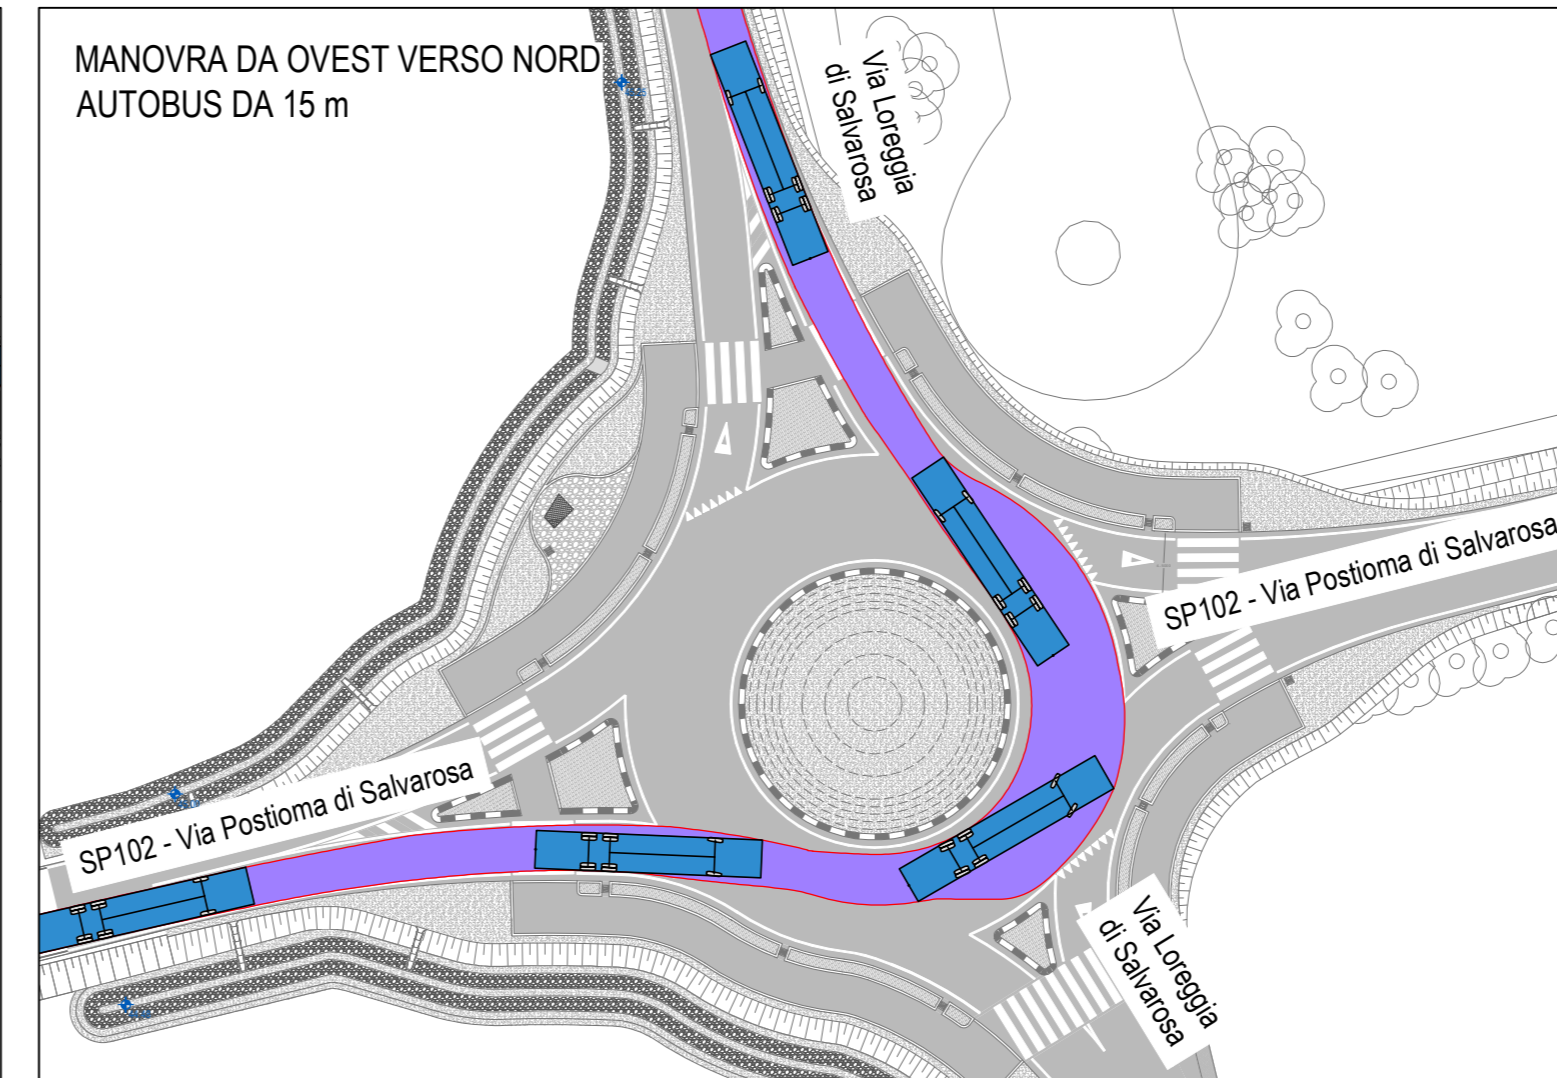 MANOVRA DA OVEST VERSO NORD
AUTOBUS DA 15 m
Via Loreggia
di Salvarosa
SP102 - Via Postioma di Salvarosa
SP102 - Via Postioma di Salvarosa
Via Loreggia
di Salvarosa